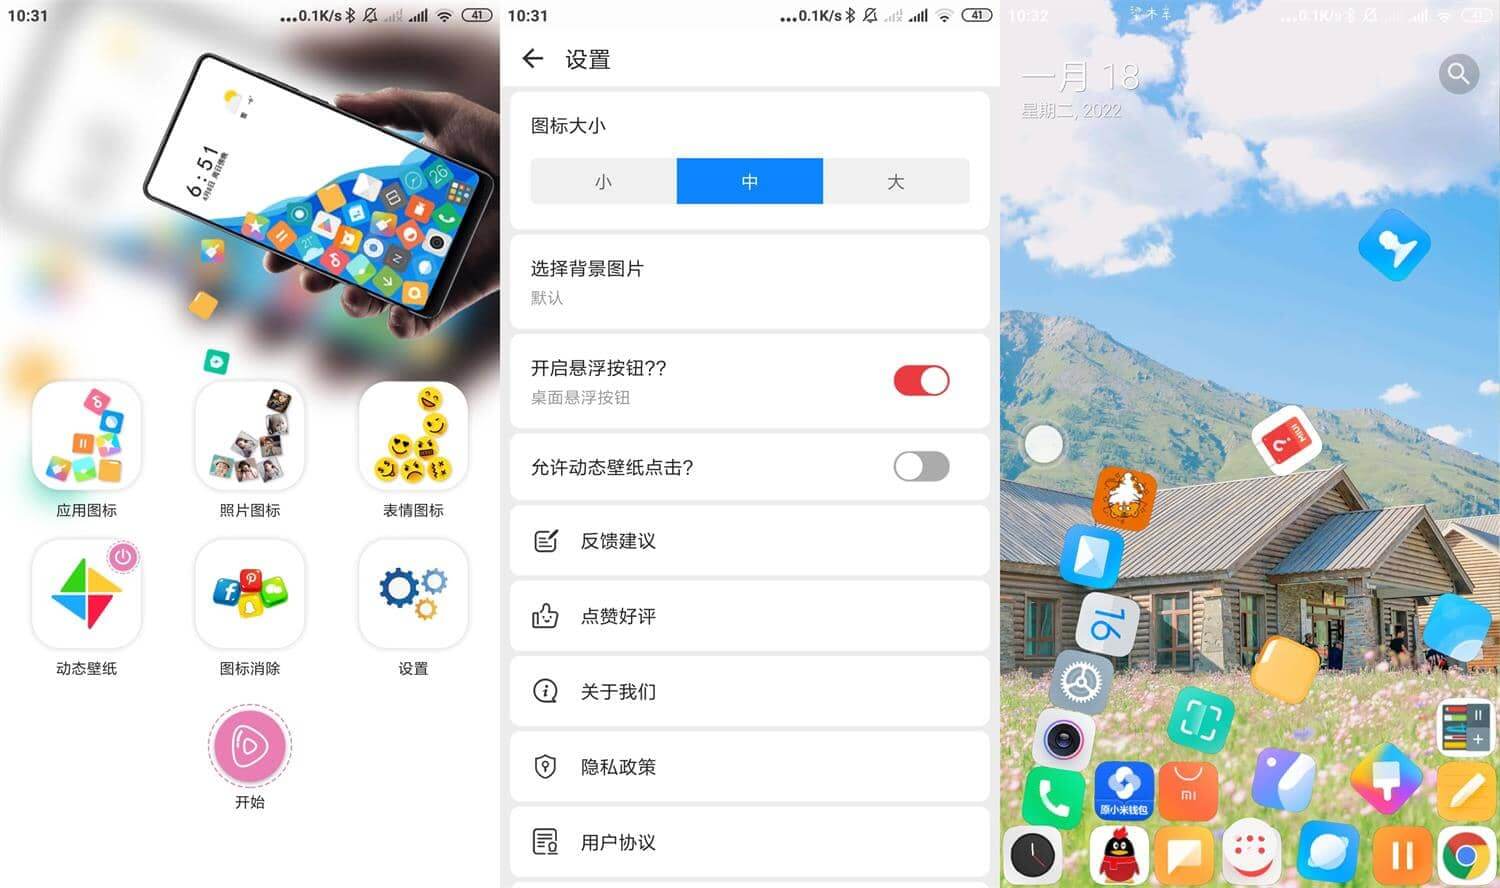 10:31
0.1K/s
41
6:51
26
21°
应用图标
照片图标
表情图标
动态壁纸
图标消除
设置
开始
10:31
0.1K/s
41
设置
图标大小
小
中
大
选择背景图片
默认
开启悬浮按钮??
桌面悬浮按钮
允许动态壁纸点击?
反馈建议
点赞好评
关于我们
隐私政策
用户协议
10:32
0.1K/s
41
一月 18
星期二, 2022
MIUI
16
原小米钱包
mi